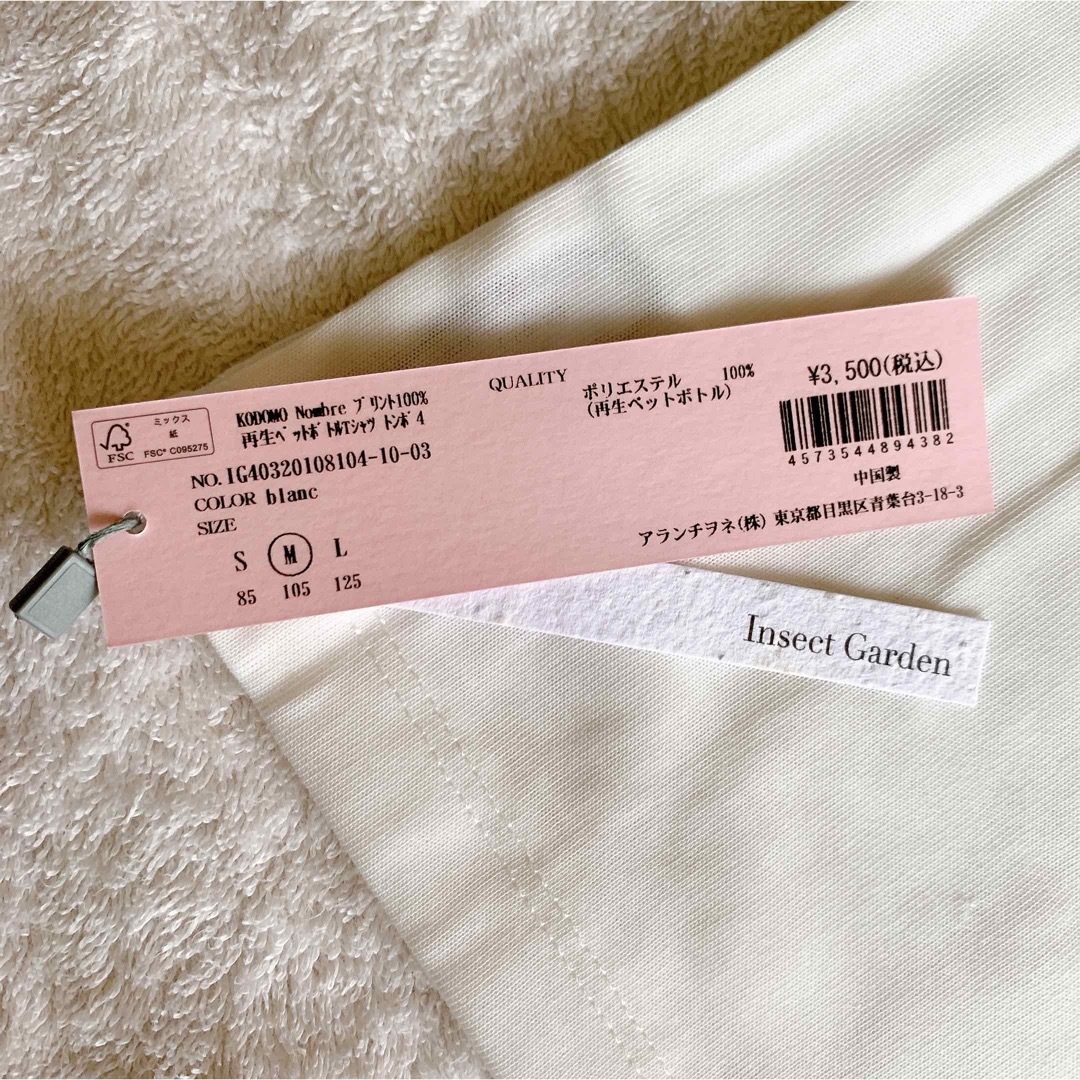 ミックス
紙
FSC
FSC® C095275
KODOMO Nombre プリント100%
再生ペットボトルTシャツ トンボ 4
NO. IG40320108104-10-03
COLOR blanc
SIZE
S M L
85 105 125
QUALITY
ポリエステル 100%
(再生ペットボトル)
¥3,500(税込)
4573544894382
中国製
アランチヲネ(株) 東京都目黒区青葉台3-18-3
Insect Garden